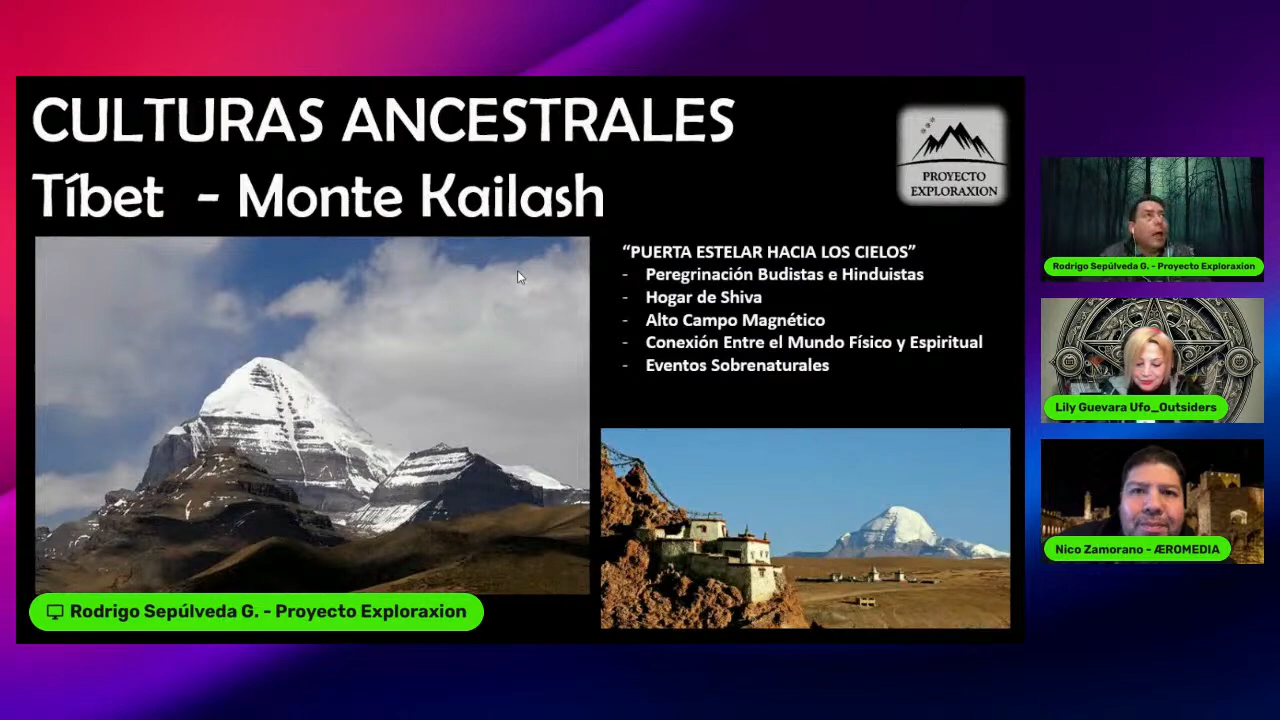 CULTURAS ANCESTRALES
Tíbet - Monte Kailash
PROYECTO
EXPLORAXION
“PUERTA ESTELAR HACIA LOS CIELOS”
- Peregrinación Budistas e Hinduistas
- Hogar de Shiva
- Alto Campo Magnético
- Conexión Entre el Mundo Físico y Espiritual
- Eventos Sobrenaturales
Rodrigo Sepúlveda G. - Proyecto Exploraxion
Rodrigo Sepúlveda G. - Proyecto Exploraxion
Lily Guevara Ufo_Outsiders
Nico Zamorano - ÆROMEDIA